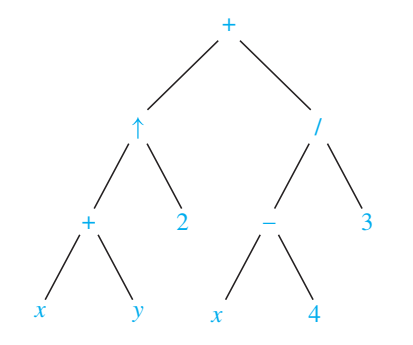 +
↑ /
+ 2 − 3
x y x 4